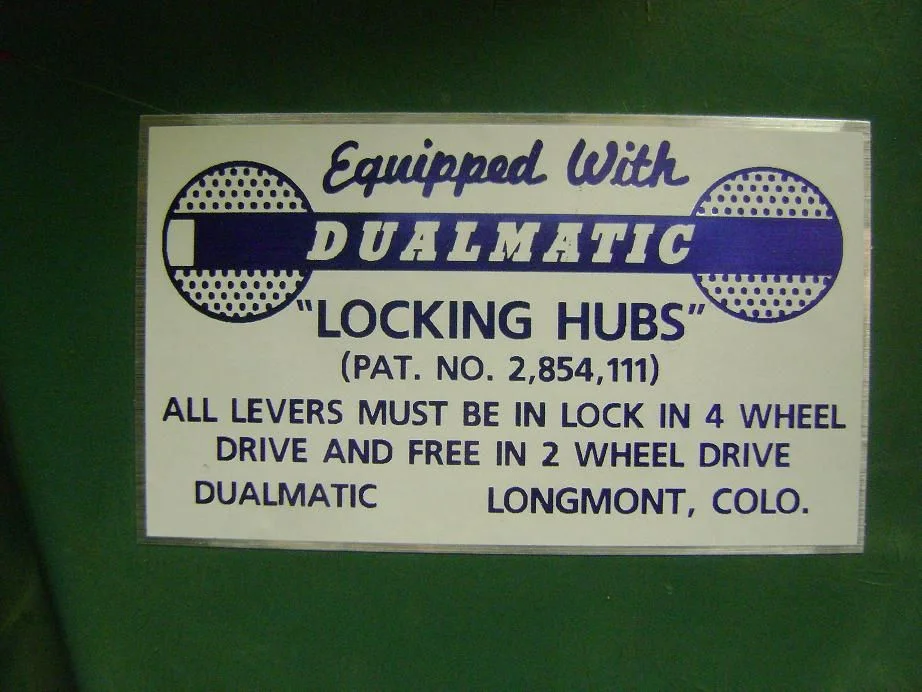 Equipped With
DUALMATIC
"LOCKING HUBS"
(PAT. NO. 2,854,111)
ALL LEVERS MUST BE IN LOCK IN 4 WHEEL
DRIVE AND FREE IN 2 WHEEL DRIVE
DUALMATIC LONGMONT, COLO.